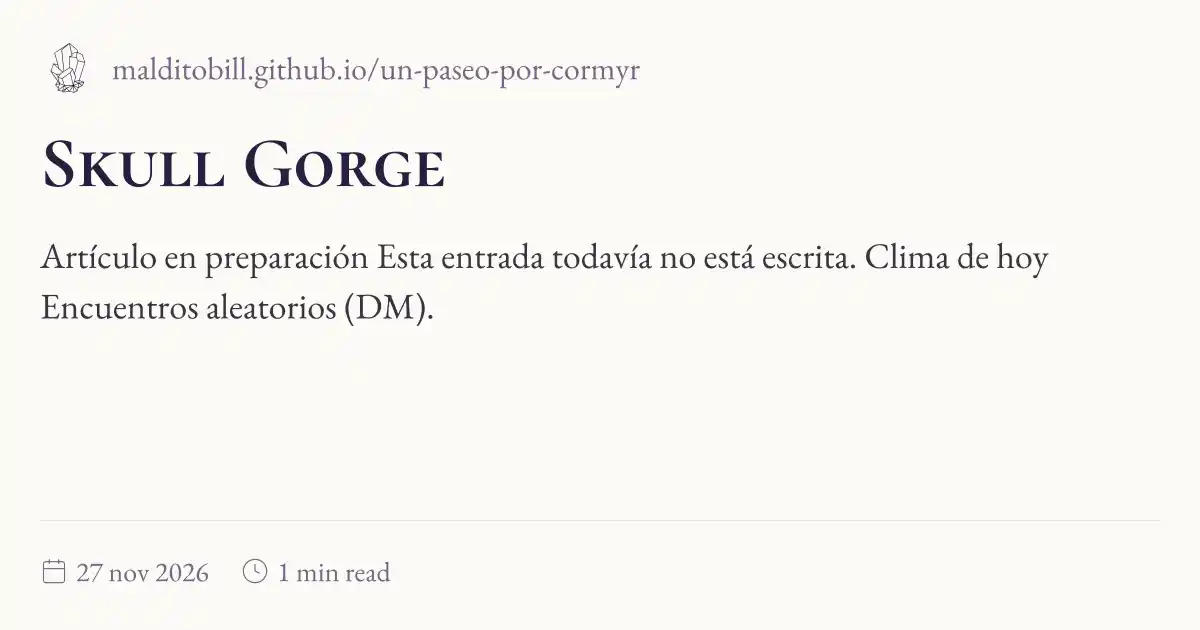 malditobill.github.io/un-paseo-por-cormyr
Skull Gorge
Artículo en preparación Esta entrada todavía no está escrita. Clima de hoy
Encuentros aleatorios (DM).
27 nov 2026 1 min read